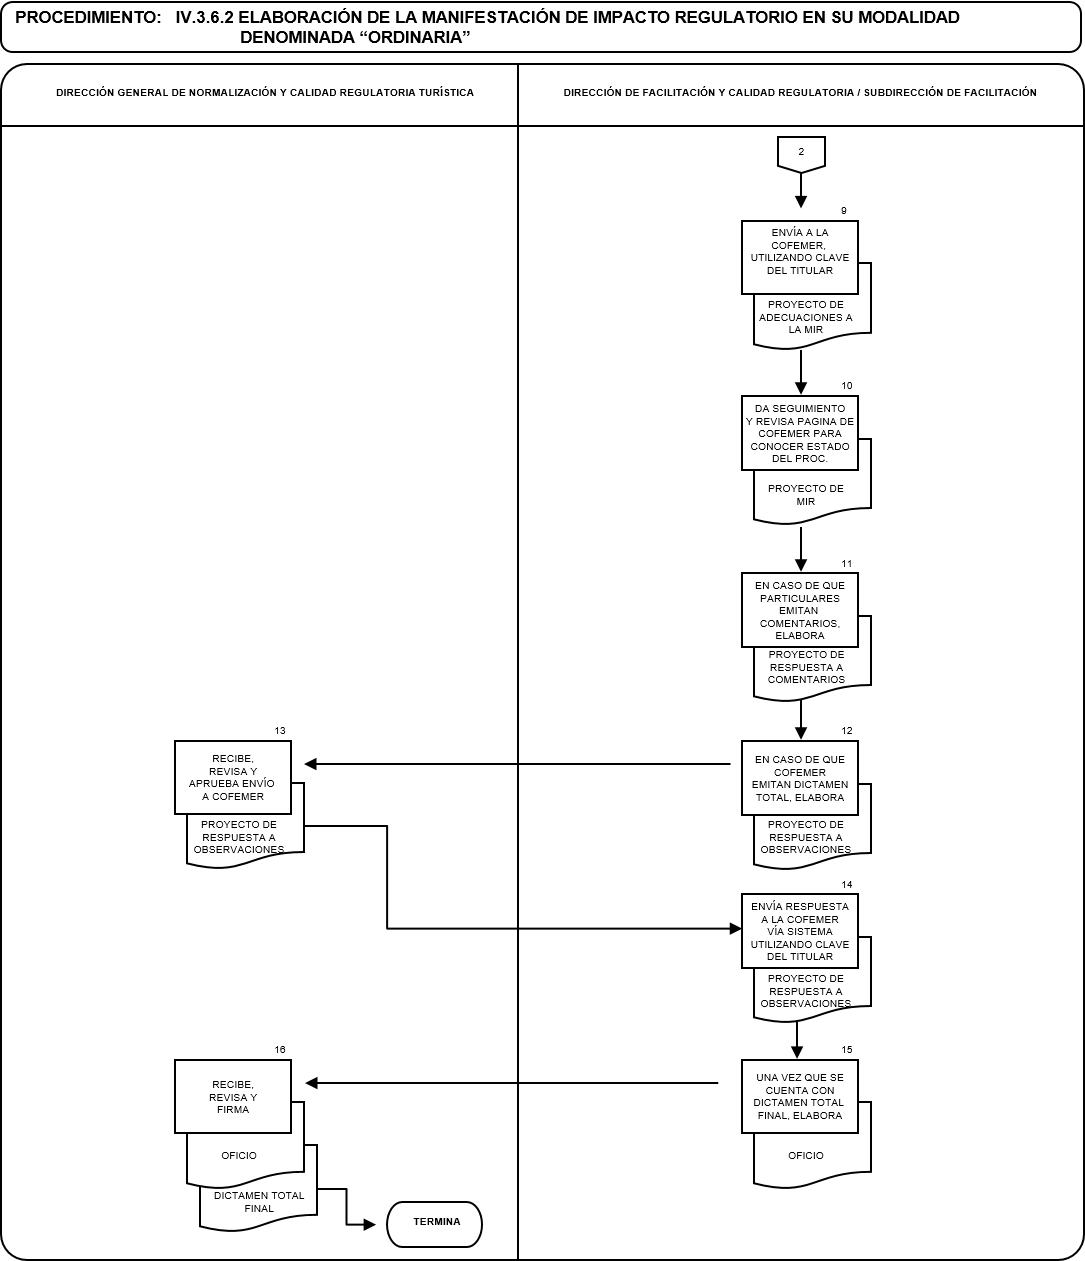 PROCEDIMIENTO: IV.3.6.2 ELABORACIÓN DE LA MANIFESTACIÓN DE IMPACTO REGULATORIO EN SU MODALIDAD
DENOMINADA “ORDINARIA”
DIRECCIÓN GENERAL DE NORMALIZACIÓN Y CALIDAD REGULATORIA TURÍSTICA
DIRECCIÓN DE FACILITACIÓN Y CALIDAD REGULATORIA / SUBDIRECCIÓN DE FACILITACIÓN
2
9
ENVÍA A LA
COFEMER,
UTILIZANDO CLAVE
DEL TITULAR
PROYECTO DE
ADECUACIONES A
LA MIR
10
DA SEGUIMIENTO
Y REVISA PAGINA DE
COFEMER PARA
CONOCER ESTADO
DEL PROC.
PROYECTO DE
MIR
11
EN CASO DE QUE
PARTICULARES
EMITAN
COMENTARIOS,
ELABORA
PROYECTO DE
RESPUESTA A
COMENTARIOS
12
EN CASO DE QUE
COFEMER
EMITAN DICTAMEN
TOTAL, ELABORA
PROYECTO DE
RESPUESTA A
OBSERVACIONES
13
RECIBE,
REVISA Y
APRUEBA ENVÍO
A COFEMER
PROYECTO DE
RESPUESTA A
OBSERVACIONES
14
ENVÍA RESPUESTA
A LA COFEMER
VÍA SISTEMA
UTILIZANDO CLAVE
DEL TITULAR
PROYECTO DE
RESPUESTA A
OBSERVACIONES
15
UNA VEZ QUE SE
CUENTA CON
DICTAMEN TOTAL
FINAL, ELABORA
OFICIO
16
RECIBE,
REVISA Y
FIRMA
OFICIO
DICTAMEN TOTAL
FINAL
TERMINA